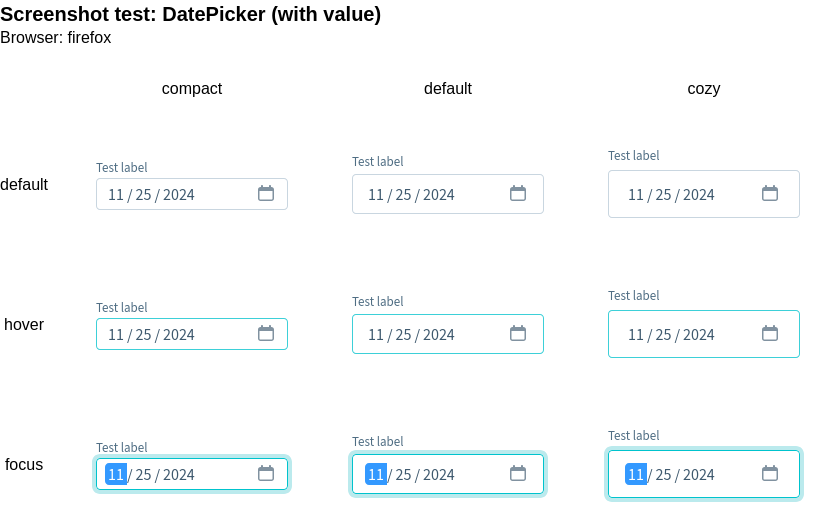 Screenshot test: DatePicker (with value)
Browser: firefox
compact default cozy
Test label Test label Test label
default 11 / 25 / 2024 11 / 25 / 2024 11 / 25 / 2024
Test label Test label Test label
hover 11 / 25 / 2024 11 / 25 / 2024 11 / 25 / 2024
Test label Test label Test label
focus 11 / 25 / 2024 11 / 25 / 2024 11 / 25 / 2024